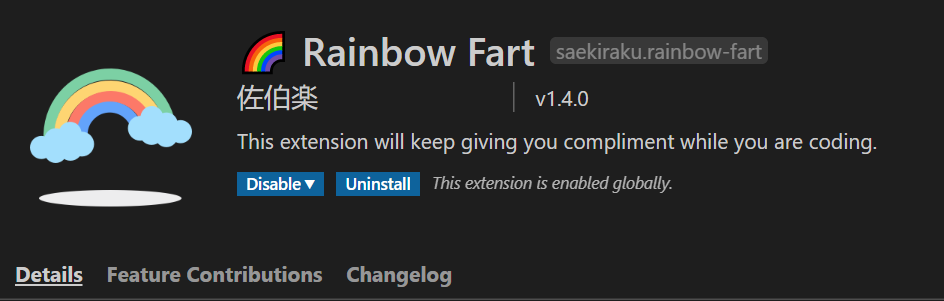 🌈 Rainbow Fart saekiraku.rainbow-fart
佐伯楽 | v1.4.0
This extension will keep giving you compliment while you are coding.
Disable▼ Uninstall This extension is enabled globally.
Details Feature Contributions Changelog